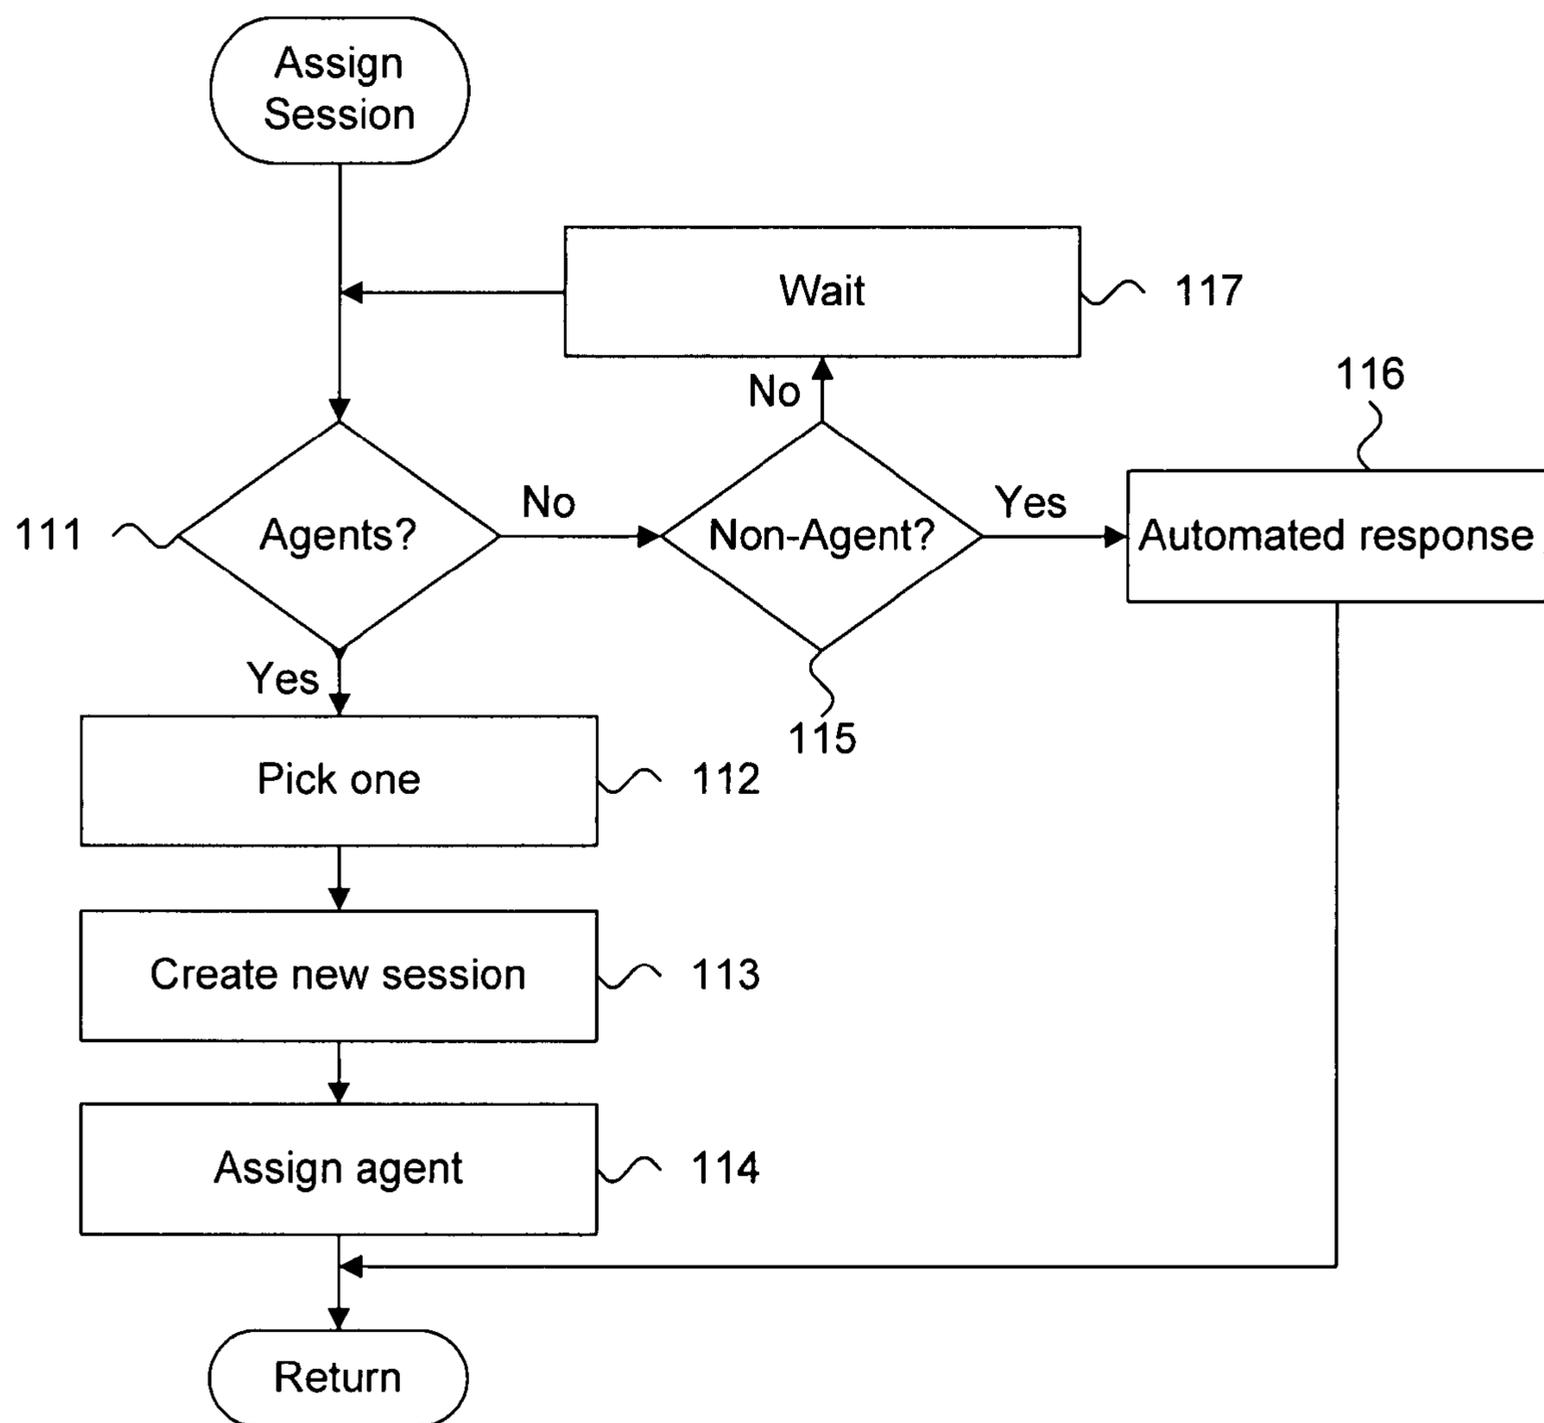 Assign
Session
Wait
117
No
116
111
Agents?
No
Non-Agent?
Yes
Automated response
Yes
115
Pick one
112
Create new session
113
Assign agent
114
Return